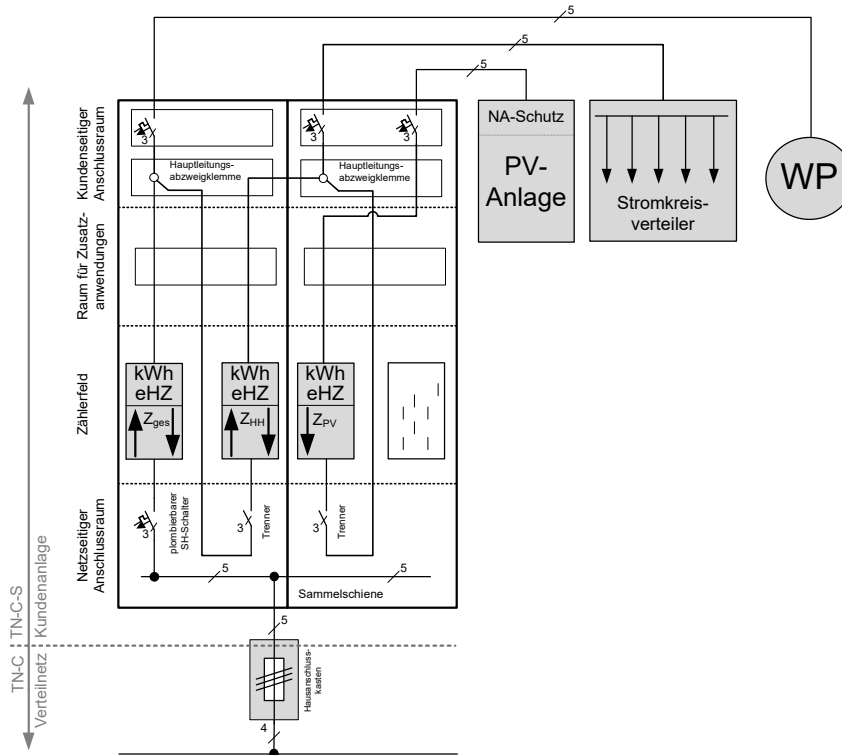 5
5
5
Kundenseitiger
Anschlussraum
3
3
3
Hauptleitungs-
abzweigklemme
Hauptleitungs-
abzweigklemme
NA-Schutz
PV-
Anlage
Stromkreis-
verteiler
WP
Raum für Zusatz-
anwendungen
Zählerfeld
kWh
eHZ
Zges
kWh
eHZ
ZHH
kWh
eHZ
ZPV
Netzseitiger
Anschlussraum
3
plombierbarer
SH-Schalter
3
Trenner
3
Trenner
5
5
Sammelschiene
TN-C-S
Kundenanlage
5
TN-C
Verteilnetz
Hausanschluss-
kasten
4